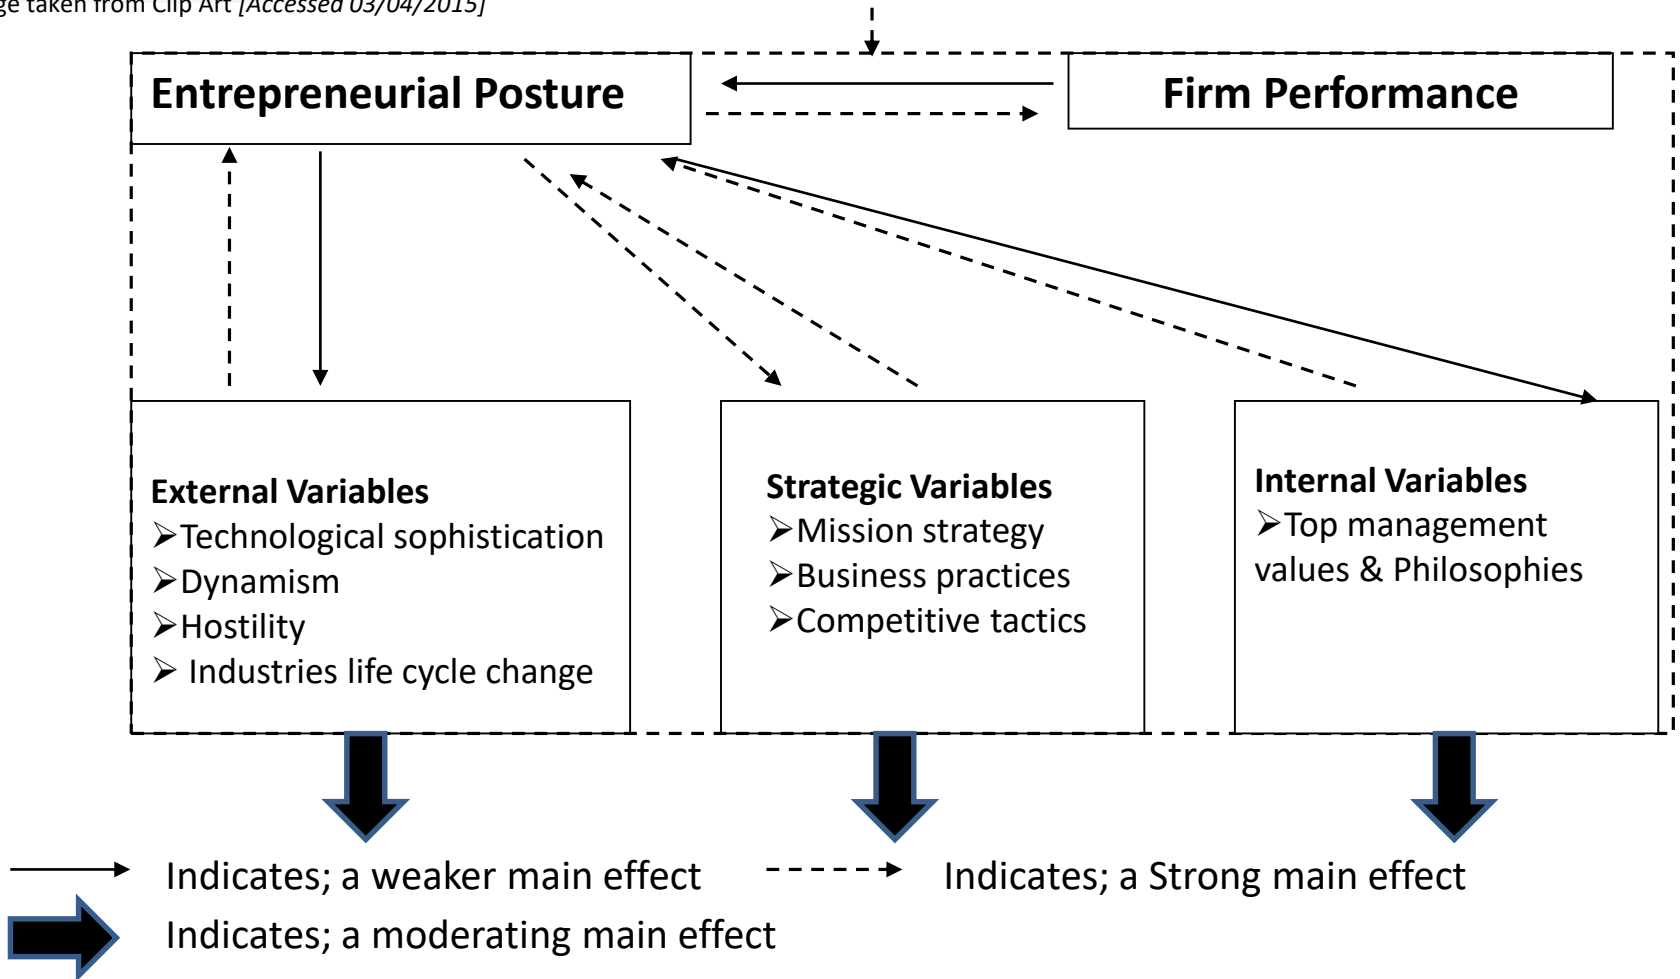 ge taken from Clip Art [Accessed 03/04/2015]
Entrepreneurial Posture
Firm Performance
External Variables
➢Technological sophistication
➢Dynamism
➢Hostility
➢ Industries life cycle change
Strategic Variables
➢Mission strategy
➢Business practices
➢Competitive tactics
Internal Variables
➢Top management
values & Philosophies
Indicates; a weaker main effect
Indicates; a Strong main effect
Indicates; a moderating main effect